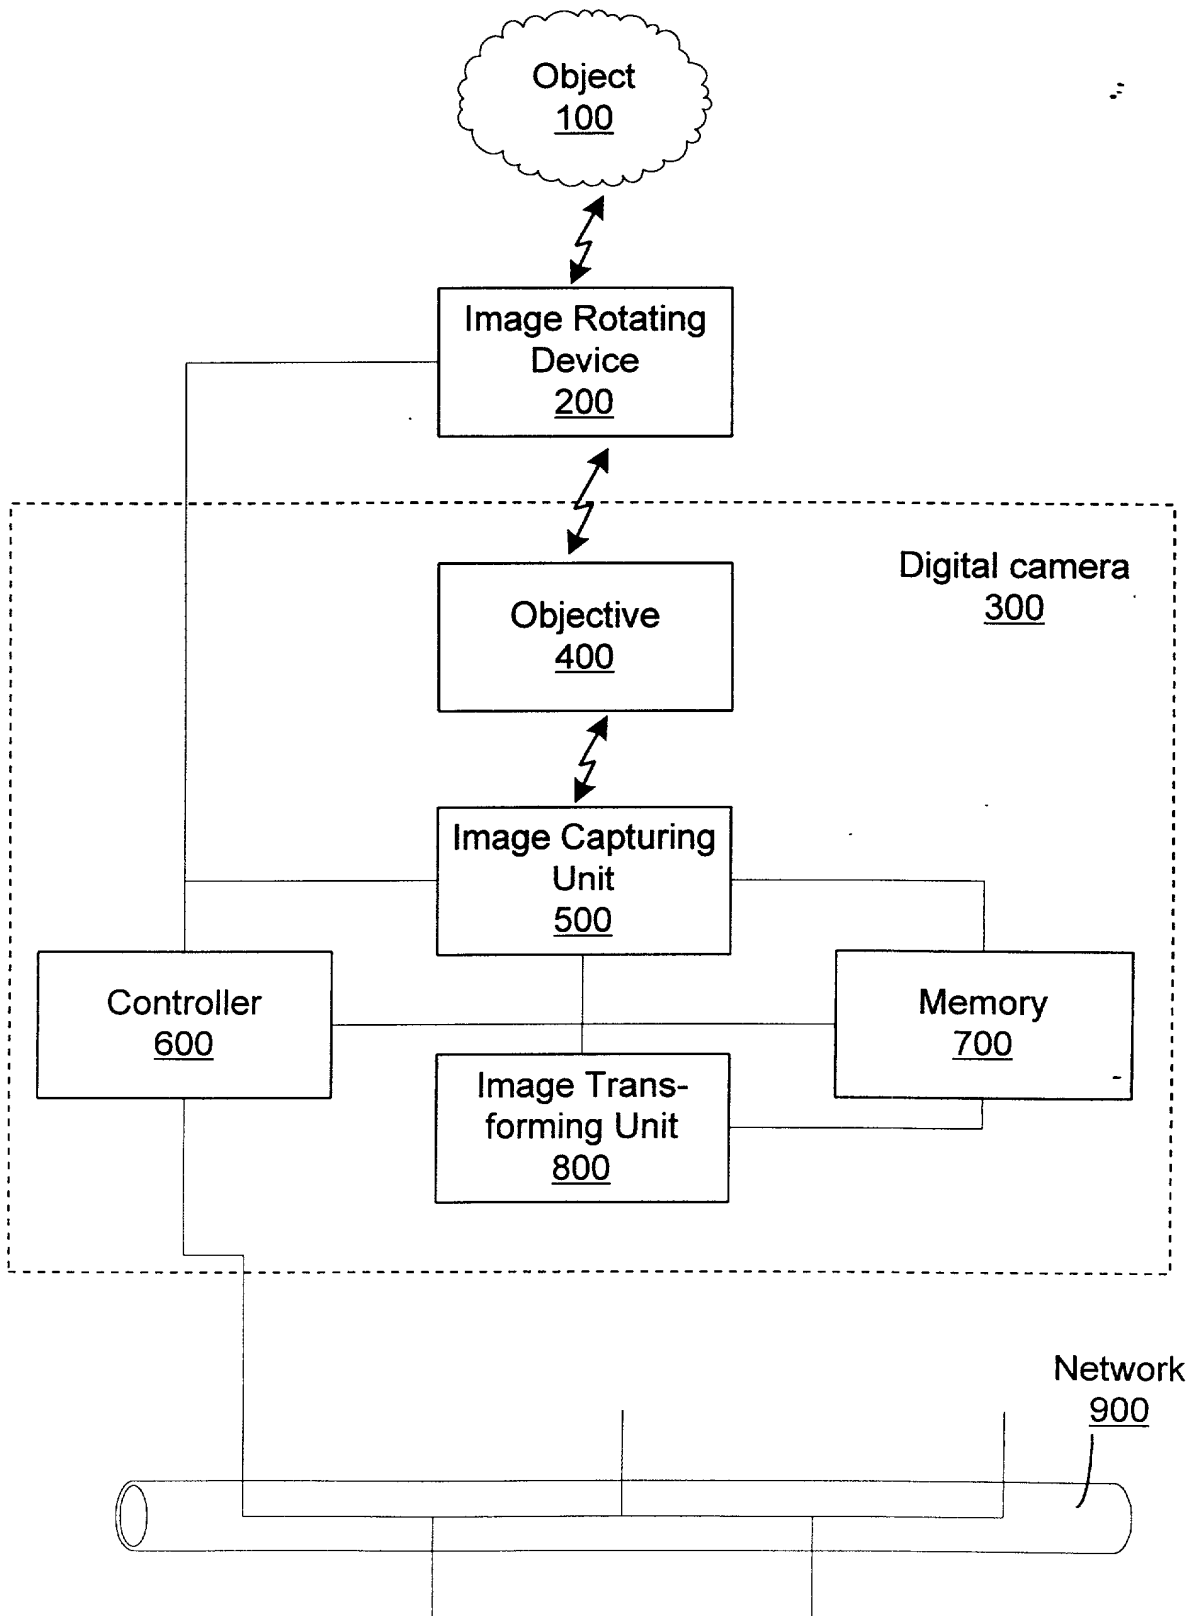 Object
100
Image Rotating
Device
200
Digital camera
300
Objective
400
Image Capturing
Unit
500
Controller
600
Memory
700
Image Trans-
forming Unit
800
Network
900